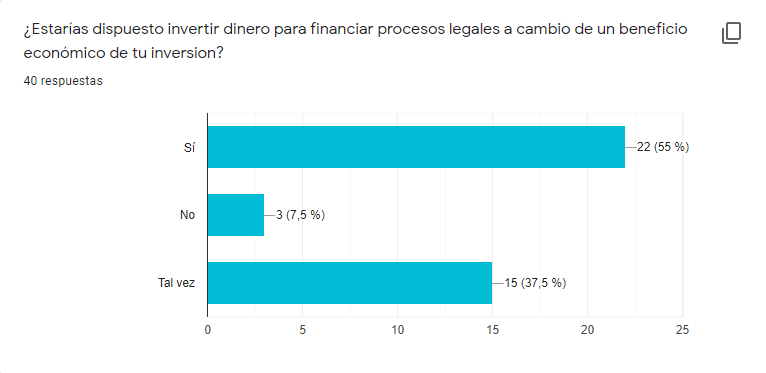 ¿Estarías dispuesto invertir dinero para financiar procesos legales a cambio de un beneficio
económico de tu inversion?
40 respuestas
Sí
22 (55 %)
No
3 (7,5 %)
Tal vez
15 (37,5 %)
0 5 10 15 20 25